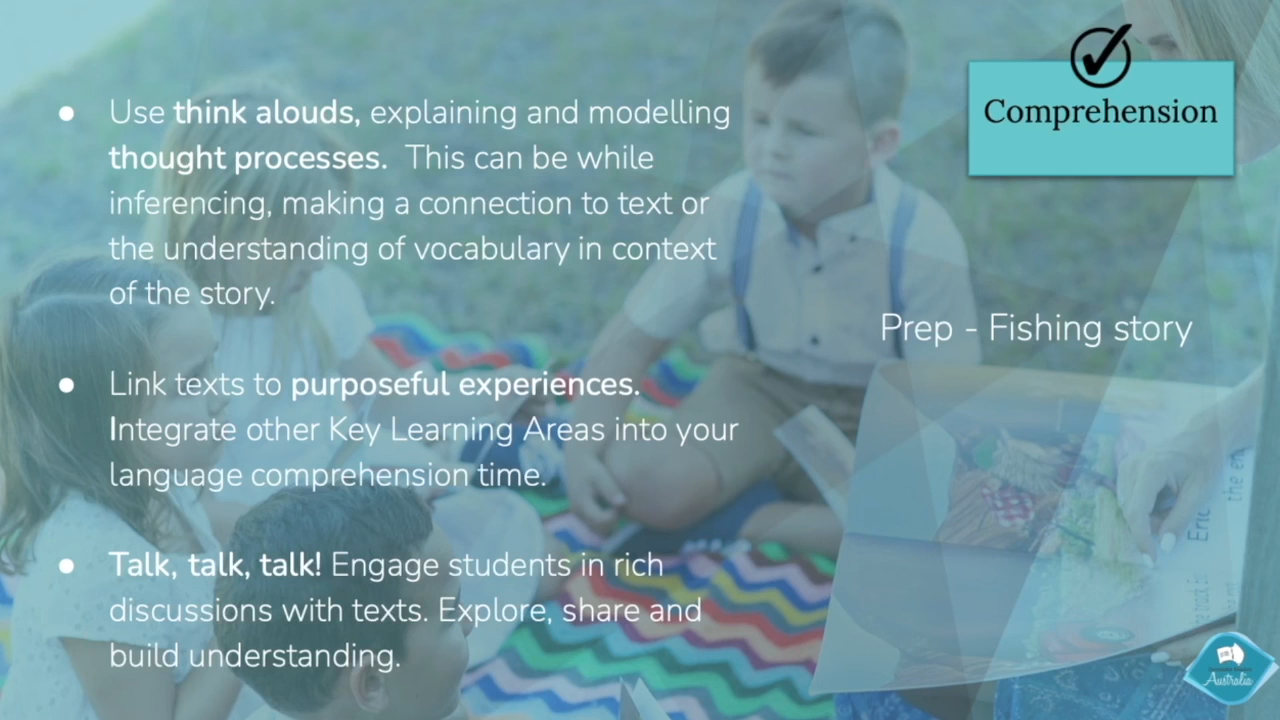 Comprehension
● Use think alouds, explaining and modelling
thought processes. This can be while
inferencing, making a connection to text or
the understanding of vocabulary in context
of the story.
● Link texts to purposeful experiences.
Integrate other Key Learning Areas into your
language comprehension time.
● Talk, talk, talk! Engage students in rich
discussions with texts. Explore, share and
build understanding.
Prep - Fishing story
Eric
the en
Australia